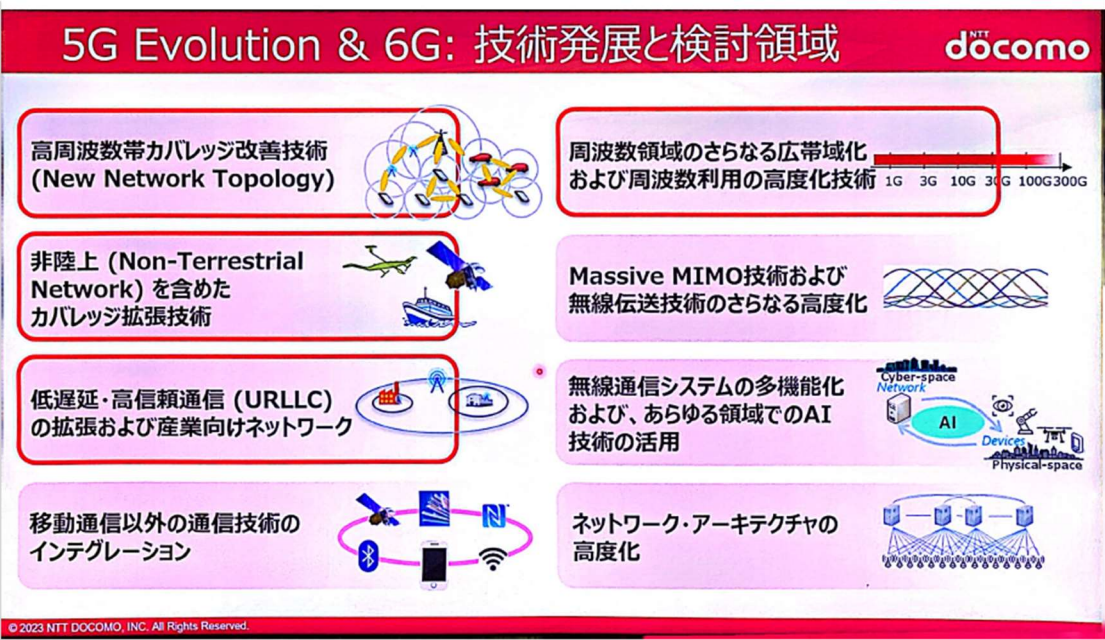 5G Evolution & 6G: 技術発展と検討領域
NTT
döcomo
高周波数帯カバレッジ改善技術
(New Network Topology)
周波数領域のさらなる広帯域化
および周波数利用の高度化技術
1G 3G 10G 30G 100G300G
非陸上 (Non-Terrestrial
Network) を含めた
カバレッジ拡張技術
Massive MIMO技術および
無線伝送技術のさらなる高度化
低遅延・高信頼通信 (URLLC)
の拡張および産業向けネットワーク
無線通信システムの多機能化
および、あらゆる領域でのAI
技術の活用
Cyber-space
Network
AI
Devices
Physical-space
移動通信以外の通信技術の
インテグレーション
N
ネットワーク・アーキテクチャの
高度化
© 2023 NTT DOCOMO, INC. All Rights Reserved.